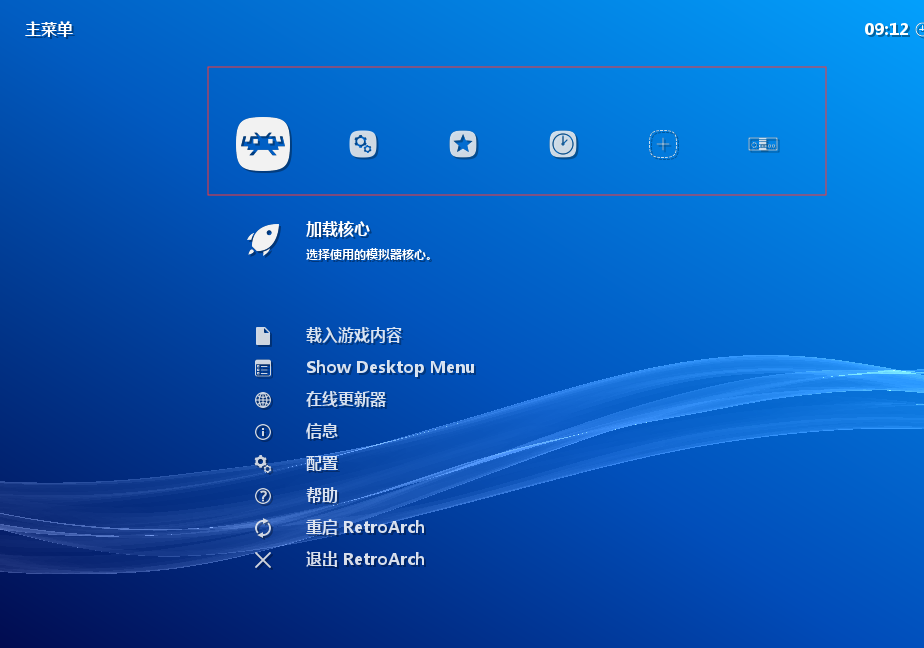 主菜单
09:12
加载核心
选择使用的模拟器核心。
载入游戏内容
Show Desktop Menu
在线更新器
信息
配置
帮助
重启 RetroArch
退出 RetroArch